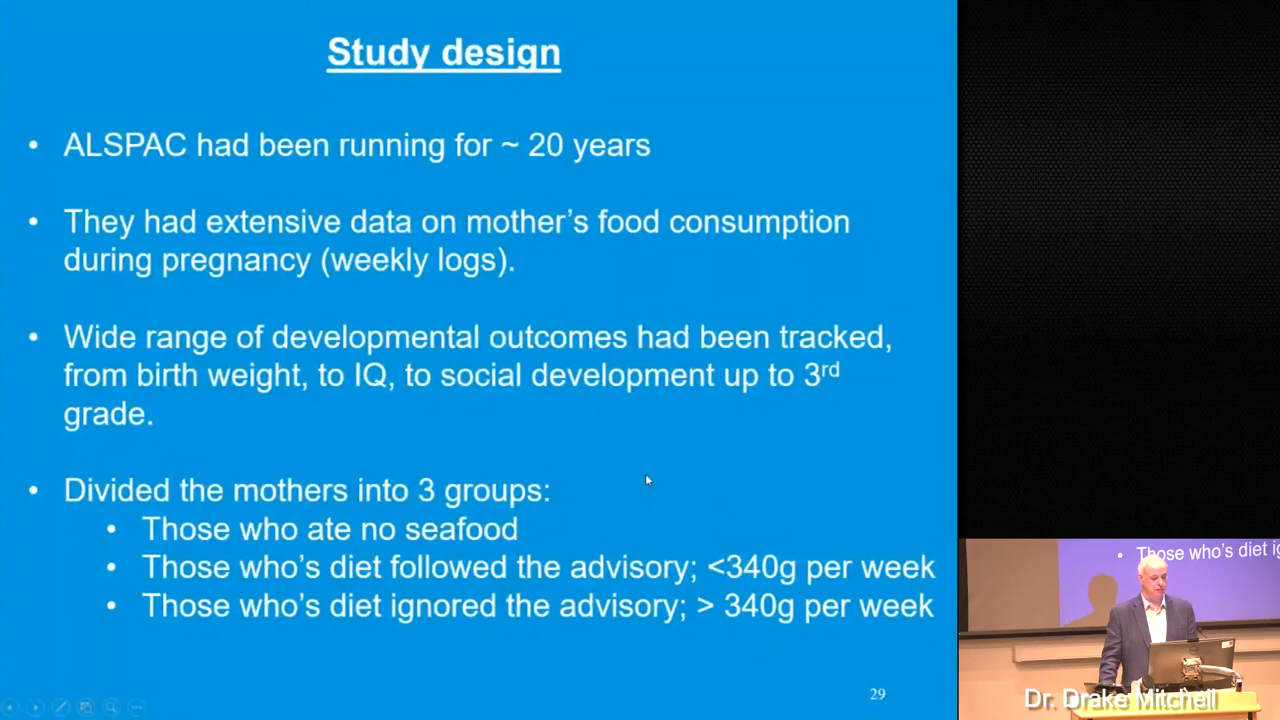 Study design
• ALSPAC had been running for ~ 20 years
• They had extensive data on mother's food consumption
during pregnancy (weekly logs).
• Wide range of developmental outcomes had been tracked,
from birth weight, to IQ, to social development up to 3rd
grade.
• Divided the mothers into 3 groups:
• Those who ate no seafood
• Those who's diet followed the advisory; <340g per week
• Those who's diet ignored the advisory; > 340g per week
29
• Those who's diet ig
Dr. Drake Mitchell